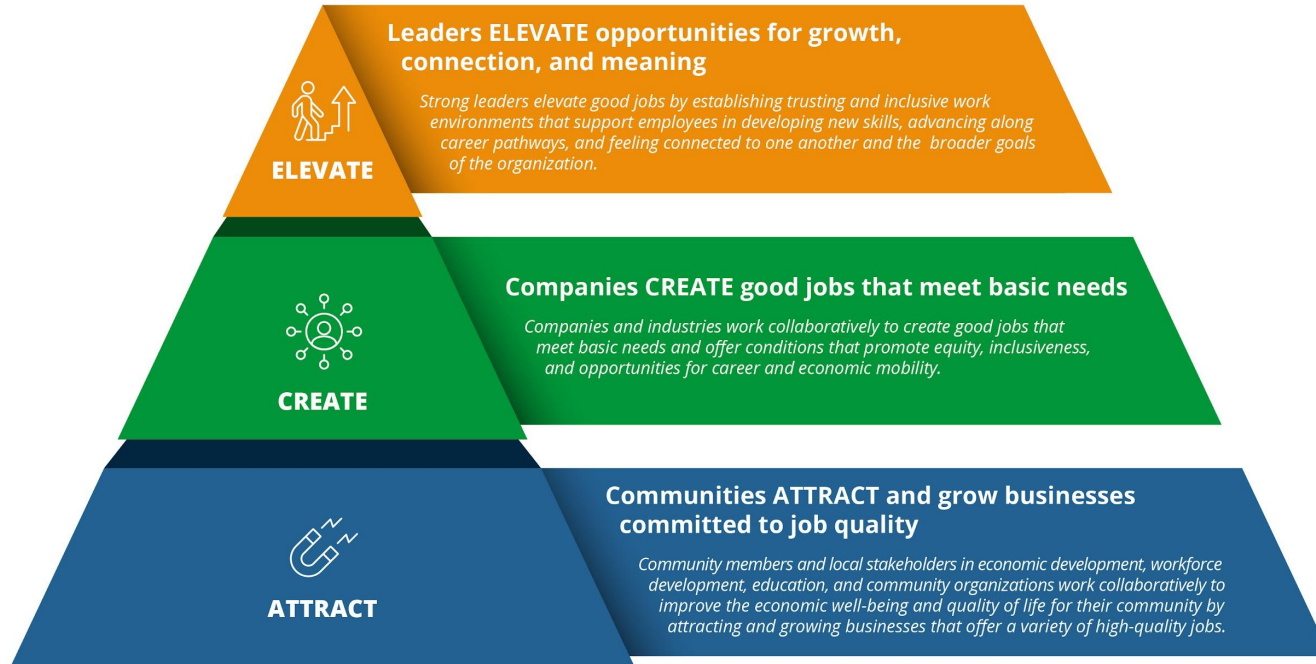 Leaders ELEVATE opportunities for growth,
connection, and meaning
Strong leaders elevate good jobs by establishing trusting and inclusive work
environments that support employees in developing new skills, advancing along
career pathways, and feeling connected to one another and the broader goals
of the organization.
ELEVATE
Companies CREATE good jobs that meet basic needs
Companies and industries work collaboratively to create good jobs that
meet basic needs and offer conditions that promote equity, inclusiveness,
and opportunities for career and economic mobility.
CREATE
Communities ATTRACT and grow businesses
committed to job quality
Community members and local stakeholders in economic development, workforce
development, education, and community organizations work collaboratively to
improve the economic well-being and quality of life for their community by
attracting and growing businesses that offer a variety of high-quality jobs.
ATTRACT